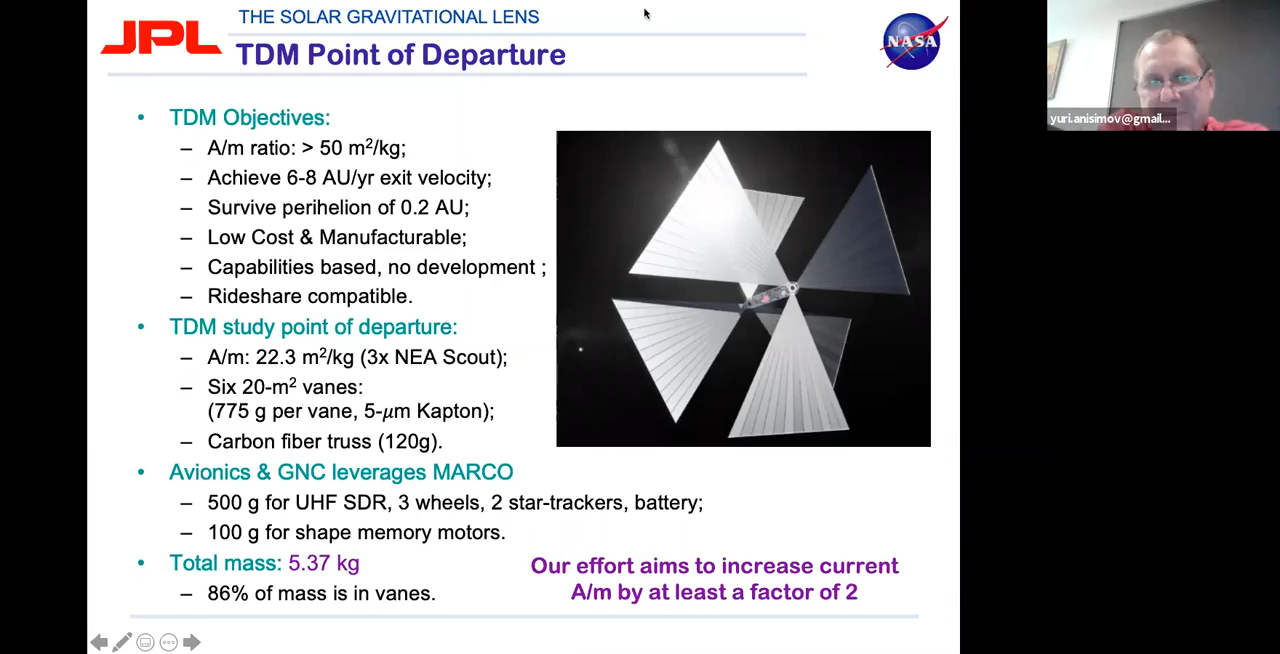 THE SOLAR GRAVITATIONAL LENS
JPL
TDM Point of Departure
NASA
yuri.anisimov@gmail...
• TDM Objectives:
– A/m ratio: > 50 m²/kg;
– Achieve 6-8 AU/yr exit velocity;
– Survive perihelion of 0.2 AU;
– Low Cost & Manufacturable;
– Capabilities based, no development ;
– Rideshare compatible.
• TDM study point of departure:
– A/m: 22.3 m²/kg (3x NEA Scout);
– Six 20-m² vanes:
(775 g per vane, 5-μm Kapton);
– Carbon fiber truss (120g).
• Avionics & GNC leverages MARCO
– 500 g for UHF SDR, 3 wheels, 2 star-trackers, battery;
– 100 g for shape memory motors.
• Total mass: 5.37 kg
– 86% of mass is in vanes.
Our effort aims to increase current
A/m by at least a factor of 2